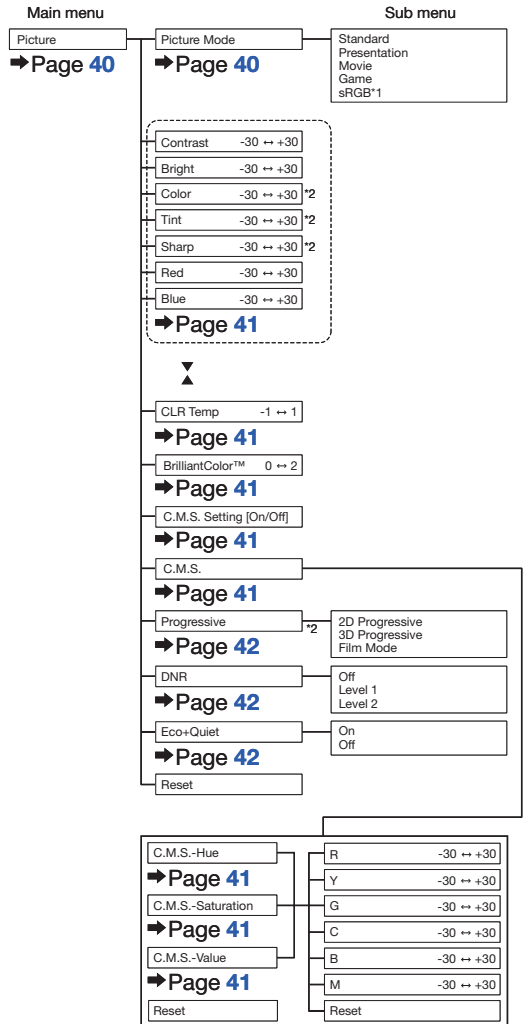 Main menu
Sub menu
Picture
➡Page 40
Picture Mode
➡Page 40
Standard
Presentation
Movie
Game
sRGB*1
Contrast -30 ↔ +30
Bright -30 ↔ +30
Color -30 ↔ +30 *2
Tint -30 ↔ +30 *2
Sharp -30 ↔ +30 *2
Red -30 ↔ +30
Blue -30 ↔ +30
➡Page 41
CLR Temp -1 ↔ 1
➡Page 41
BrilliantColor™ 0 ↔ 2
➡Page 41
C.M.S. Setting [On/Off]
➡Page 41
C.M.S.
➡Page 41
Progressive *2
➡Page 42
2D Progressive
3D Progressive
Film Mode
DNR
➡Page 42
Off
Level 1
Level 2
Eco+Quiet
➡Page 42
On
Off
Reset
C.M.S.-Hue
➡Page 41
C.M.S.-Saturation
➡Page 41
C.M.S.-Value
➡Page 41
Reset
R -30 ↔ +30
Y -30 ↔ +30
G -30 ↔ +30
C -30 ↔ +30
B -30 ↔ +30
M -30 ↔ +30
Reset